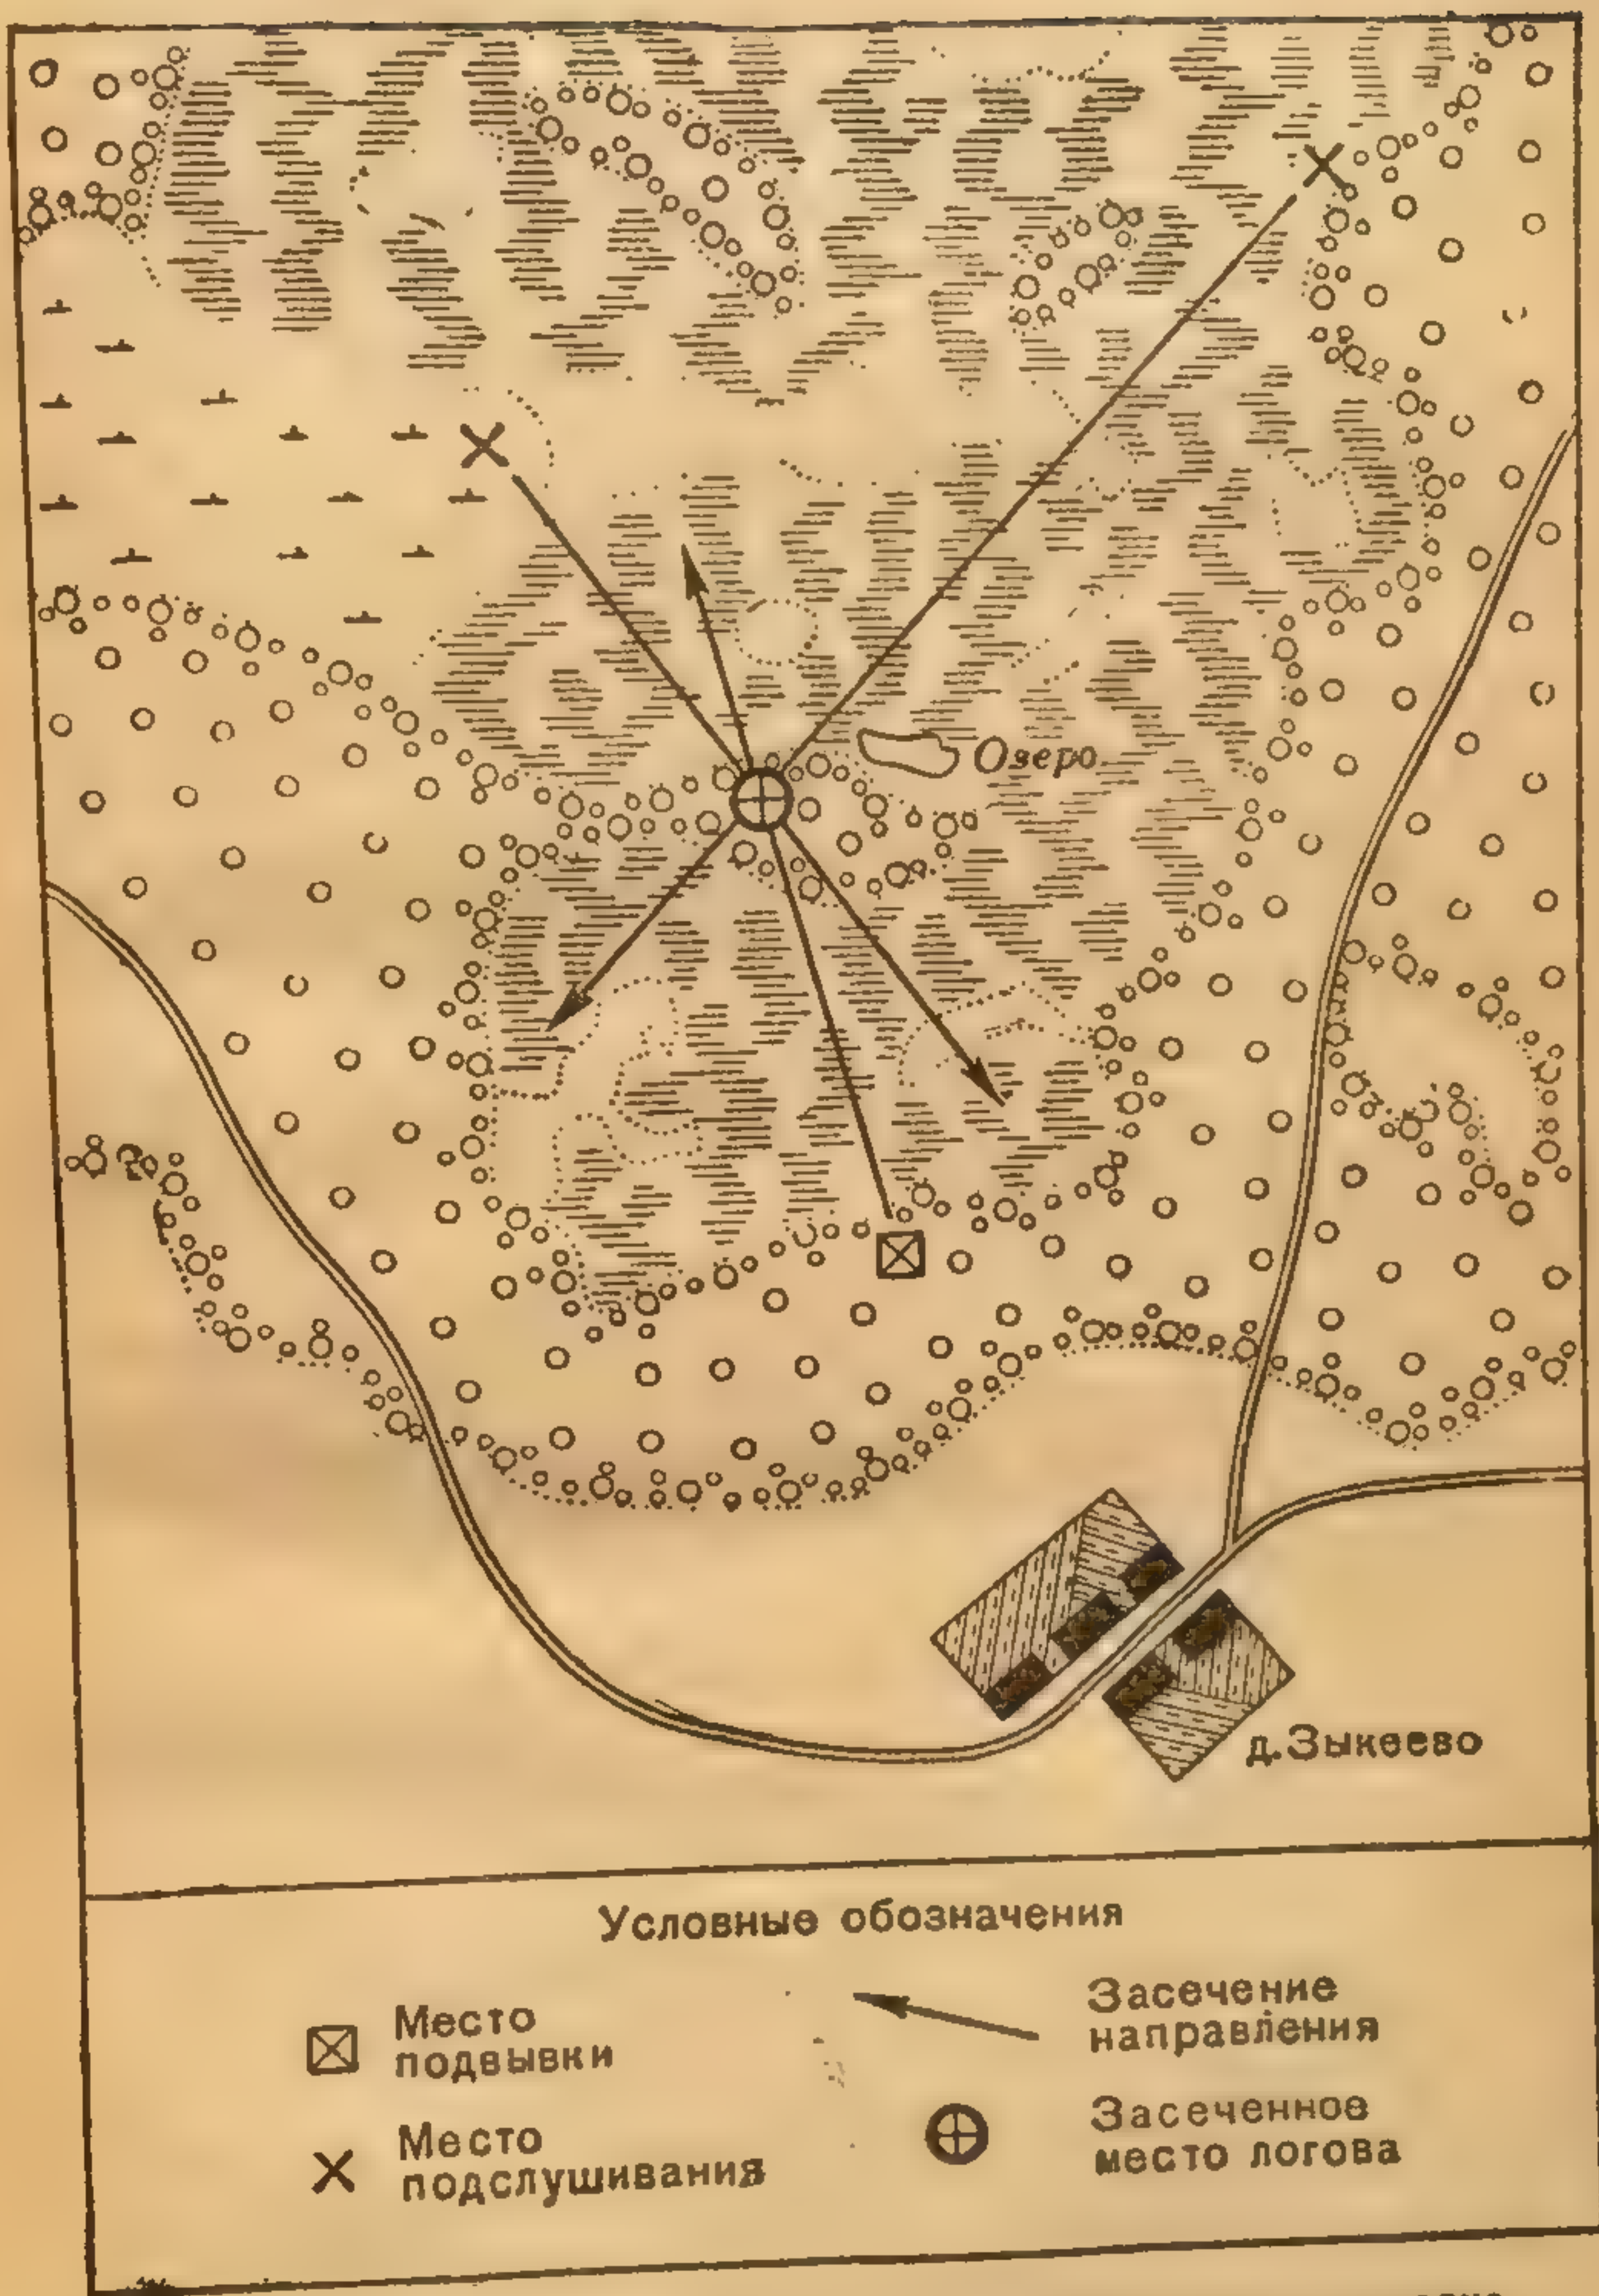 Озеро
д. Зыкеево
Условные обозначения
Место
подвывки
Засечение
направления
Место
подслушивания
Засеченное
место логова